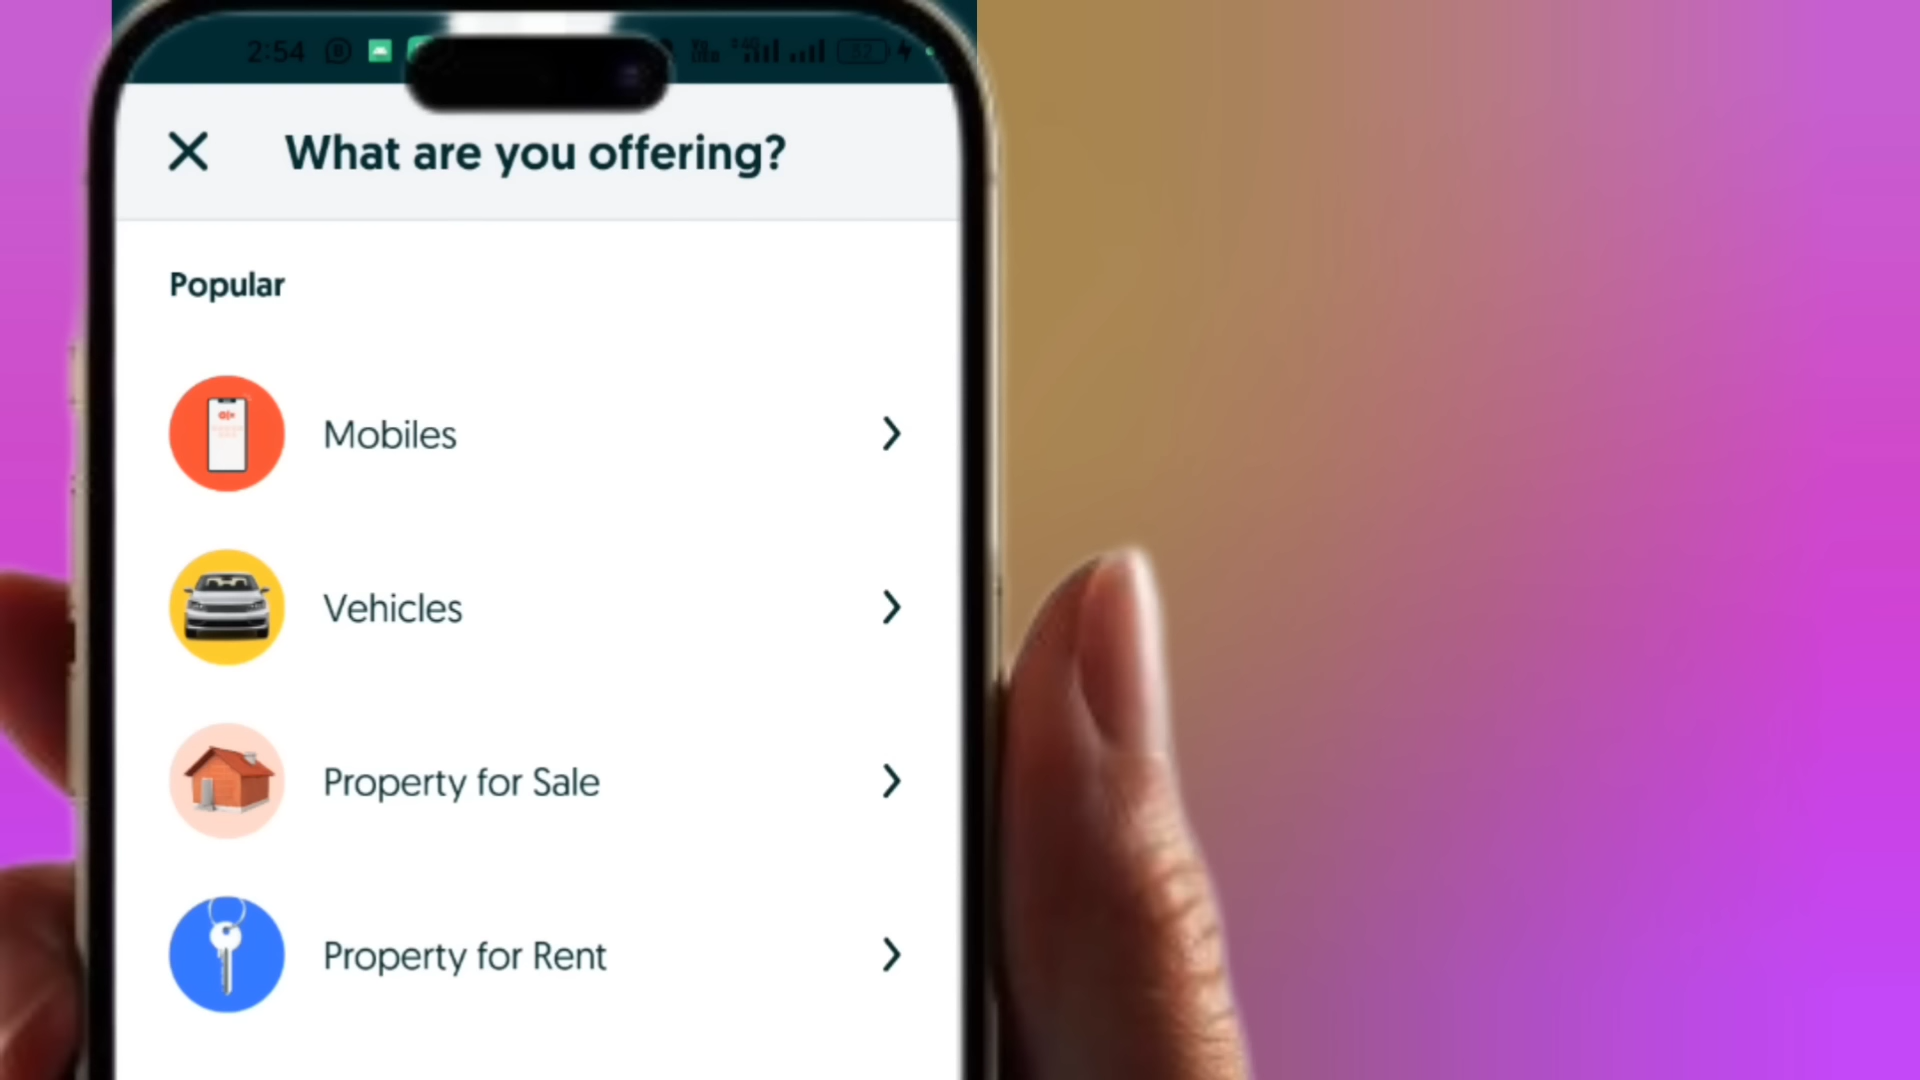 2:54
What are you offering?
Popular
Mobiles
Vehicles
Property for Sale
Property for Rent